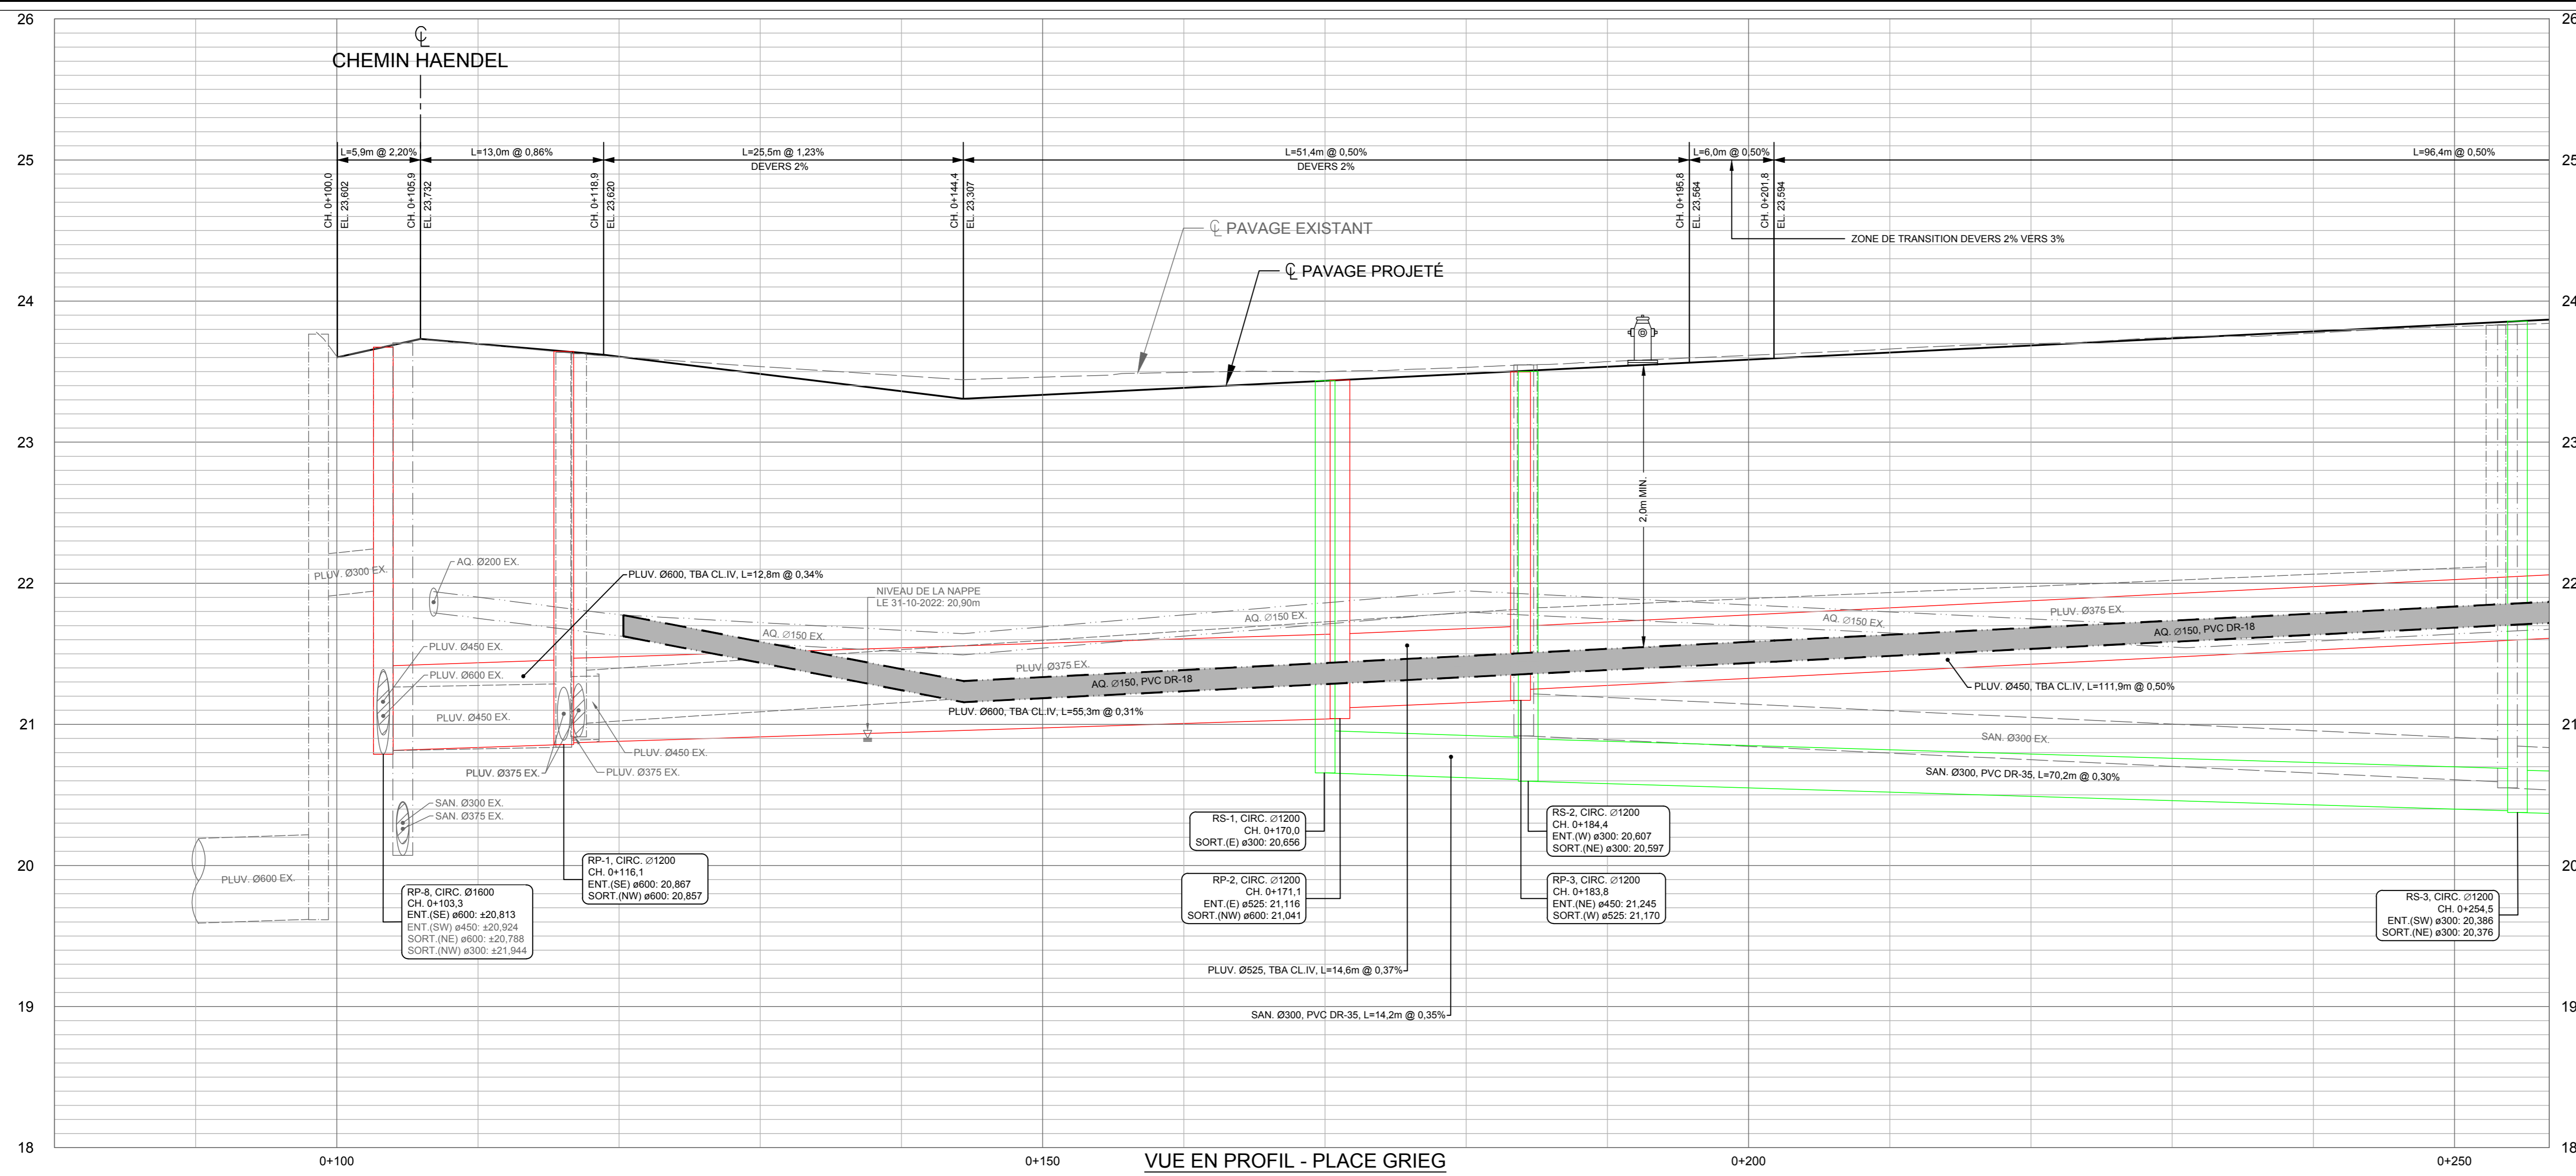 26
26
CL
CHEMIN HAENDEL
25
25
L=5,9m @ 2,20%
L=13,0m @ 0,86%
L=25,5m @ 1,23%
DEVERS 2%
L=51,4m @ 0,50%
DEVERS 2%
L=6,0m @ 0,50%
L=96,4m @ 0,50%
CH. 0+100,0
EL. 23,602
CH. 0+105,9
EL. 23,732
CH. 0+118,9
EL. 23,620
CH. 0+144,4
EL. 23,307
CH. 0+195,8
EL. 23,564
CH. 0+201,8
EL. 23,594
CL PAVAGE EXISTANT
ZONE DE TRANSITION DEVERS 2% VERS 3%
CL PAVAGE PROJETÉ
24
24
23
23
2,0m MIN.
22
22
PLUV. Ø300 EX.
AQ. Ø200 EX.
PLUV. Ø600, TBA CL.IV, L=12,8m @ 0,34%
NIVEAU DE LA NAPPE
LE 31-10-2022: 20,90m
AQ. Ø150 EX.
AQ. Ø150 EX.
AQ. Ø150 EX.
PLUV. Ø375 EX.
AQ. Ø150, PVC DR-18
PLUV. Ø450 EX.
PLUV. Ø600 EX.
PLUV. Ø375 EX.
AQ. Ø150, PVC DR-18
PLUV. Ø450, TBA CL.IV, L=111,9m @ 0,50%
PLUV. Ø450 EX.
PLUV. Ø600, TBA CL.IV, L=55,3m @ 0,31%
21
21
PLUV. Ø450 EX.
PLUV. Ø375 EX.
PLUV. Ø375 EX.
SAN. Ø300 EX.
SAN. Ø300, PVC DR-35, L=70,2m @ 0,30%
SAN. Ø300 EX.
SAN. Ø375 EX.
RS-1, CIRC. Ø1200
CH. 0+170,0
SORT.(E) ø300: 20,656
RS-2, CIRC. Ø1200
CH. 0+184,4
ENT.(W) ø300: 20,607
SORT.(NE) ø300: 20,597
20
20
PLUV. Ø600 EX.
RP-1, CIRC. Ø1200
CH. 0+116,1
ENT.(SE) ø600: 20,867
SORT.(NW) ø600: 20,857
RP-8, CIRC. Ø1600
CH. 0+103,3
ENT.(SE) ø600: ±20,813
ENT.(SW) ø450: ±20,924
SORT.(NE) ø600: ±20,788
SORT.(NW) ø300: ±21,944
RP-2, CIRC. Ø1200
CH. 0+171,1
ENT.(E) ø525: 21,116
SORT.(NW) ø600: 21,041
RP-3, CIRC. Ø1200
CH. 0+183,8
ENT.(NE) ø450: 21,245
SORT.(W) ø525: 21,170
RS-3, CIRC. Ø1200
CH. 0+254,5
ENT.(SW) ø300: 20,386
SORT.(NE) ø300: 20,376
PLUV. Ø525, TBA CL.IV, L=14,6m @ 0,37%
SAN. Ø300, PVC DR-35, L=14,2m @ 0,35%
19
19
18
18
0+100
0+150
0+200
0+250
VUE EN PROFIL - PLACE GRIEG